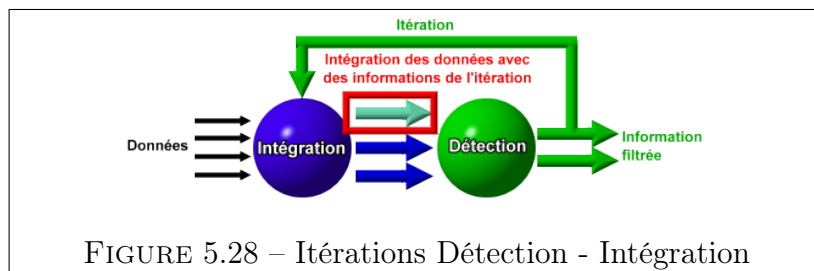 Itération
Intégration des données avec
des informations de l'itération
Données
Intégration
Détection
Information
filtrée
FIGURE 5.28 – Itérations Détection - Intégration